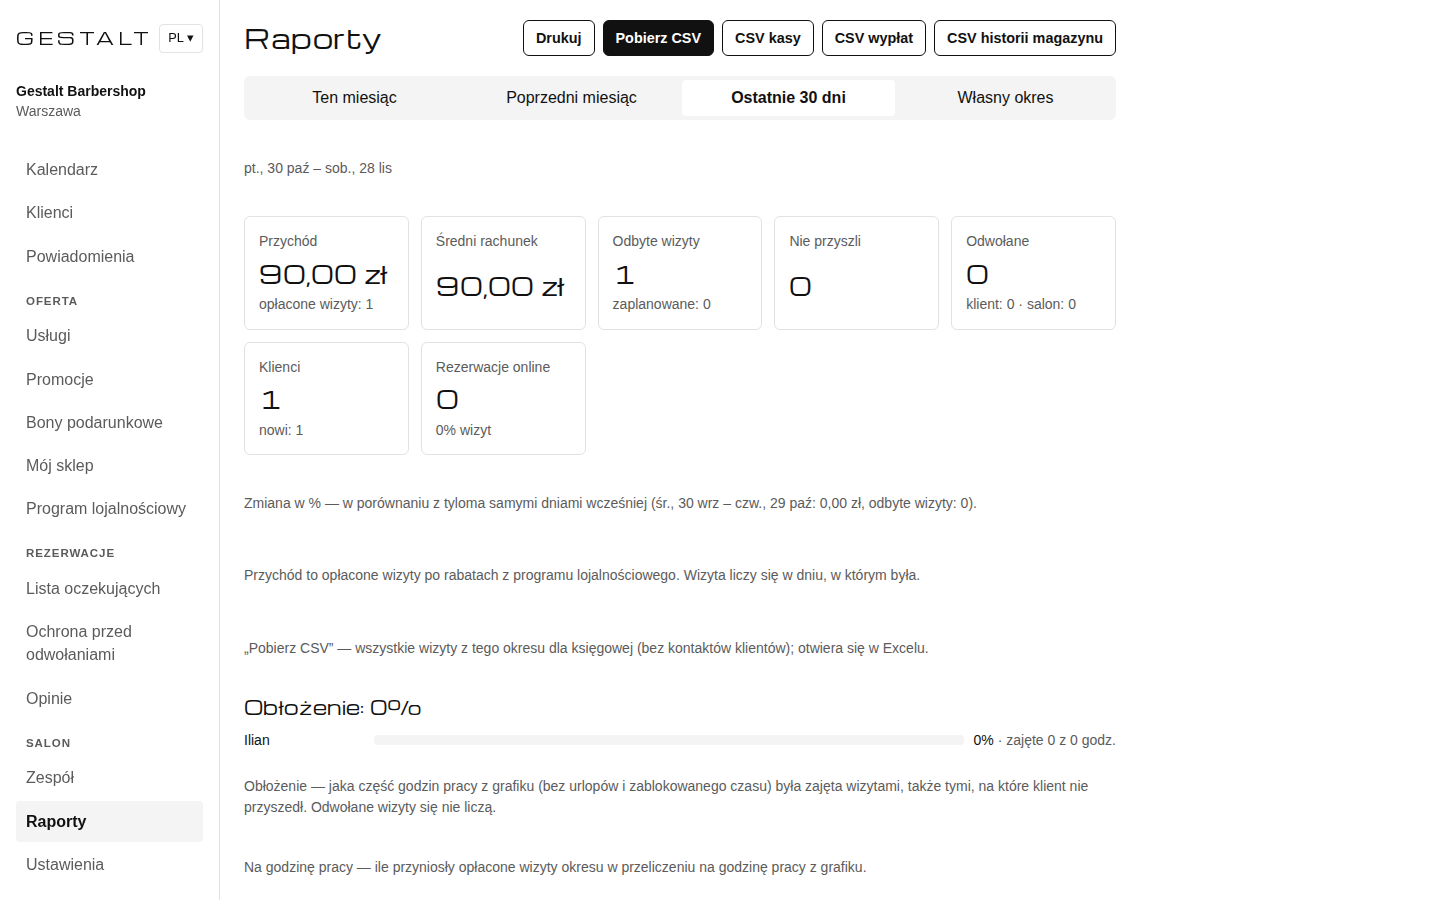 GESTALT
PL ▾
Gestalt Barbershop
Warszawa
Kalendarz
Klienci
Powiadomienia
OFERTA
Usługi
Promocje
Bony podarunkowe
Mój sklep
Program lojalnościowy
REZERWACJE
Lista oczekujących
Ochrona przed
odwołaniami
Opinie
SALON
Zespół
Raporty
Ustawienia
Raporty
Drukuj
Pobierz CSV
CSV kasy
CSV wypłat
CSV historii magazynu
Ten miesiąc
Poprzedni miesiąc
Ostatnie 30 dni
Własny okres
pt., 30 paź – sob., 28 lis
Przychód
90,00 zł
opłacone wizyty: 1
Średni rachunek
90,00 zł
Odbyte wizyty
1
zaplanowane: 0
Nie przyszli
0
Odwołane
0
klient: 0 · salon: 0
Klienci
1
nowi: 1
Rezerwacje online
0
0% wizyt
Zmiana w % — w porównaniu z tyloma samymi dniami wcześniej (śr., 30 wrz – czw., 29 paź: 0,00 zł, odbyte wizyty: 0).
Przychód to opłacone wizyty po rabatach z programu lojalnościowego. Wizyta liczy się w dniu, w którym była.
„Pobierz CSV” — wszystkie wizyty z tego okresu dla księgowej (bez kontaktów klientów); otwiera się w Excelu.
Obłożenie: 0%
Ilian
0% · zajęte 0 z 0 godz.
Obłożenie — jaka część godzin pracy z grafiku (bez urlopów i zablokowanego czasu) była zajęta wizytami, także tymi, na które klient nie
przyszedł. Odwołane wizyty się nie liczą.
Na godzinę pracy — ile przyniosły opłacone wizyty okresu w przeliczeniu na godzinę pracy z grafiku.